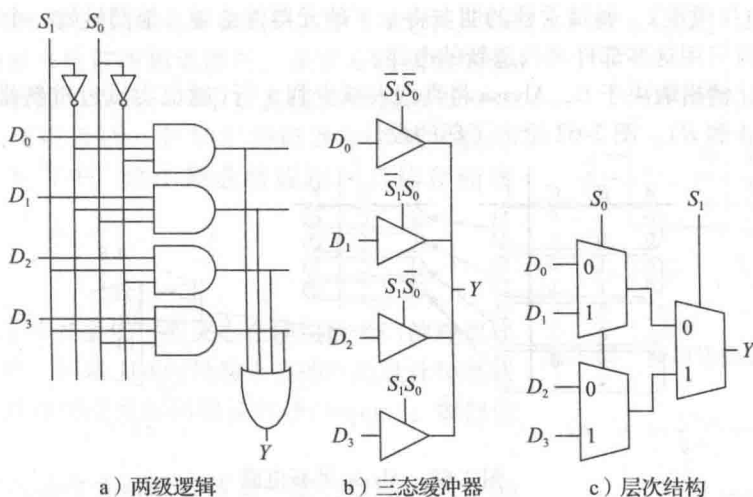 S₁ S₀
D₀
D₁
D₂
D₃
Y
a) 两级逻辑
S̅₁S̅₀
D₀
S̅₁S₀
D₁
S₁S̅₀
D₂
S₁S₀
D₃
Y
b) 三态缓冲器
S₀ S₁
D₀ 0
D₁ 1
D₂ 0
D₃ 1
0
1
Y
c) 层次结构